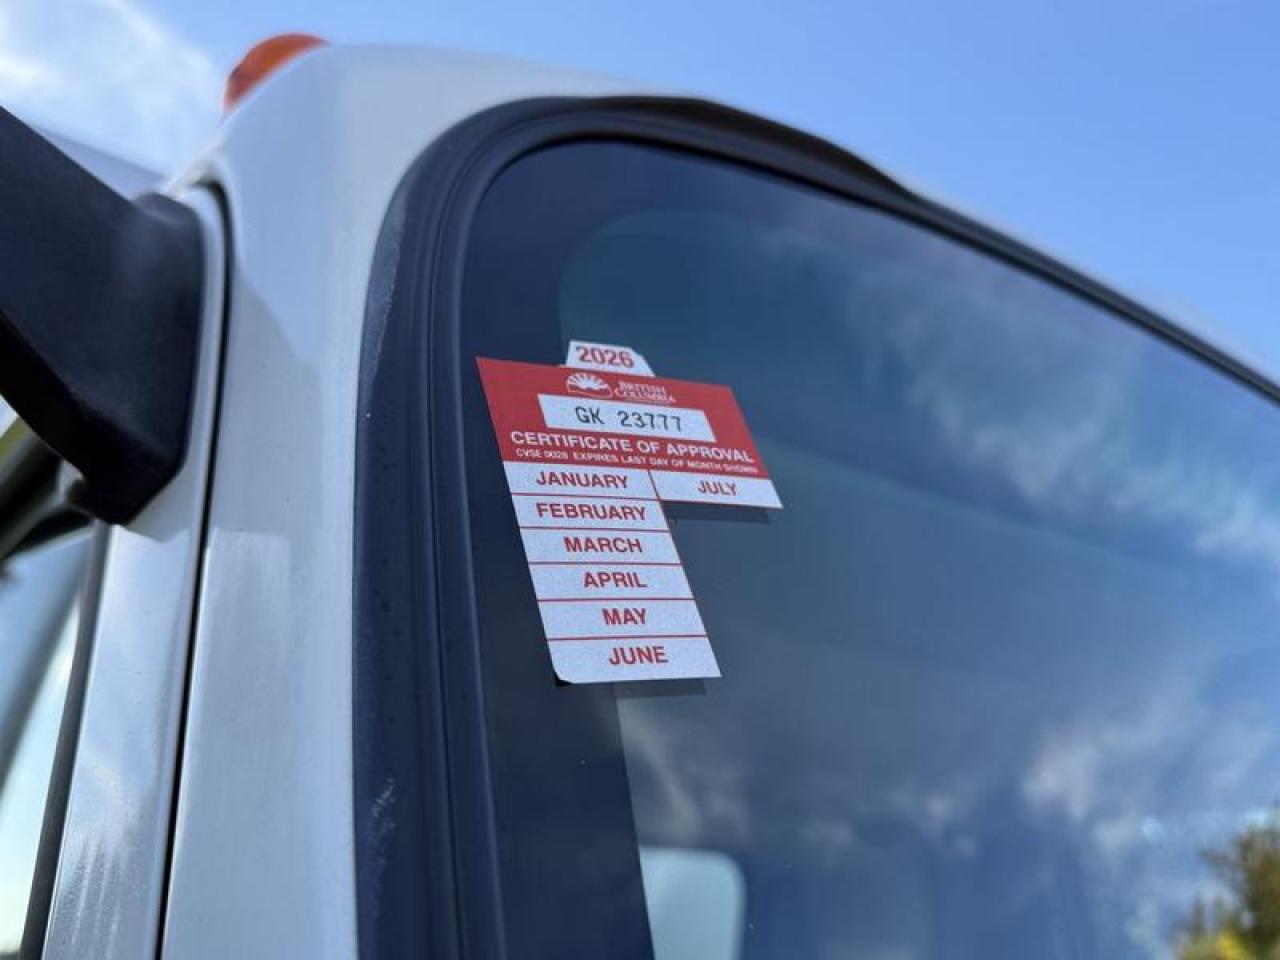 2026
BRITISH
COLUMBIA
GK 23777
CERTIFICATE OF APPROVAL
CVSE 0028 EXPIRES LAST DAY OF MONTH SHOWN
JANUARY
JULY
FEBRUARY
MARCH
APRIL
MAY
JUNE